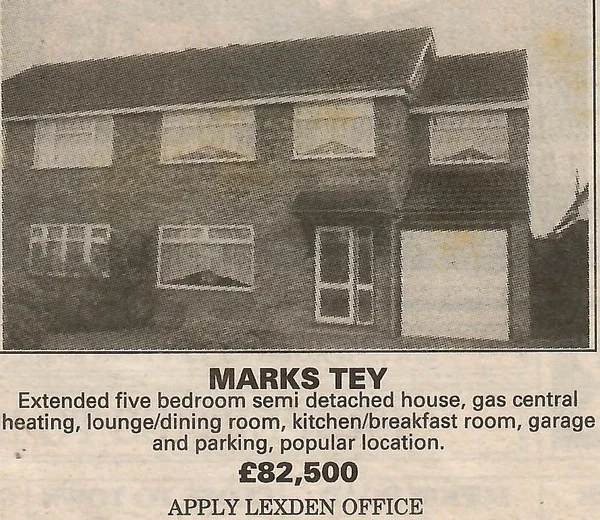 MARKS TEY
Extended five bedroom semi detached house, gas central
heating, lounge/dining room, kitchen/breakfast room, garage
and parking, popular location.
£82,500
APPLY LEXDEN OFFICE